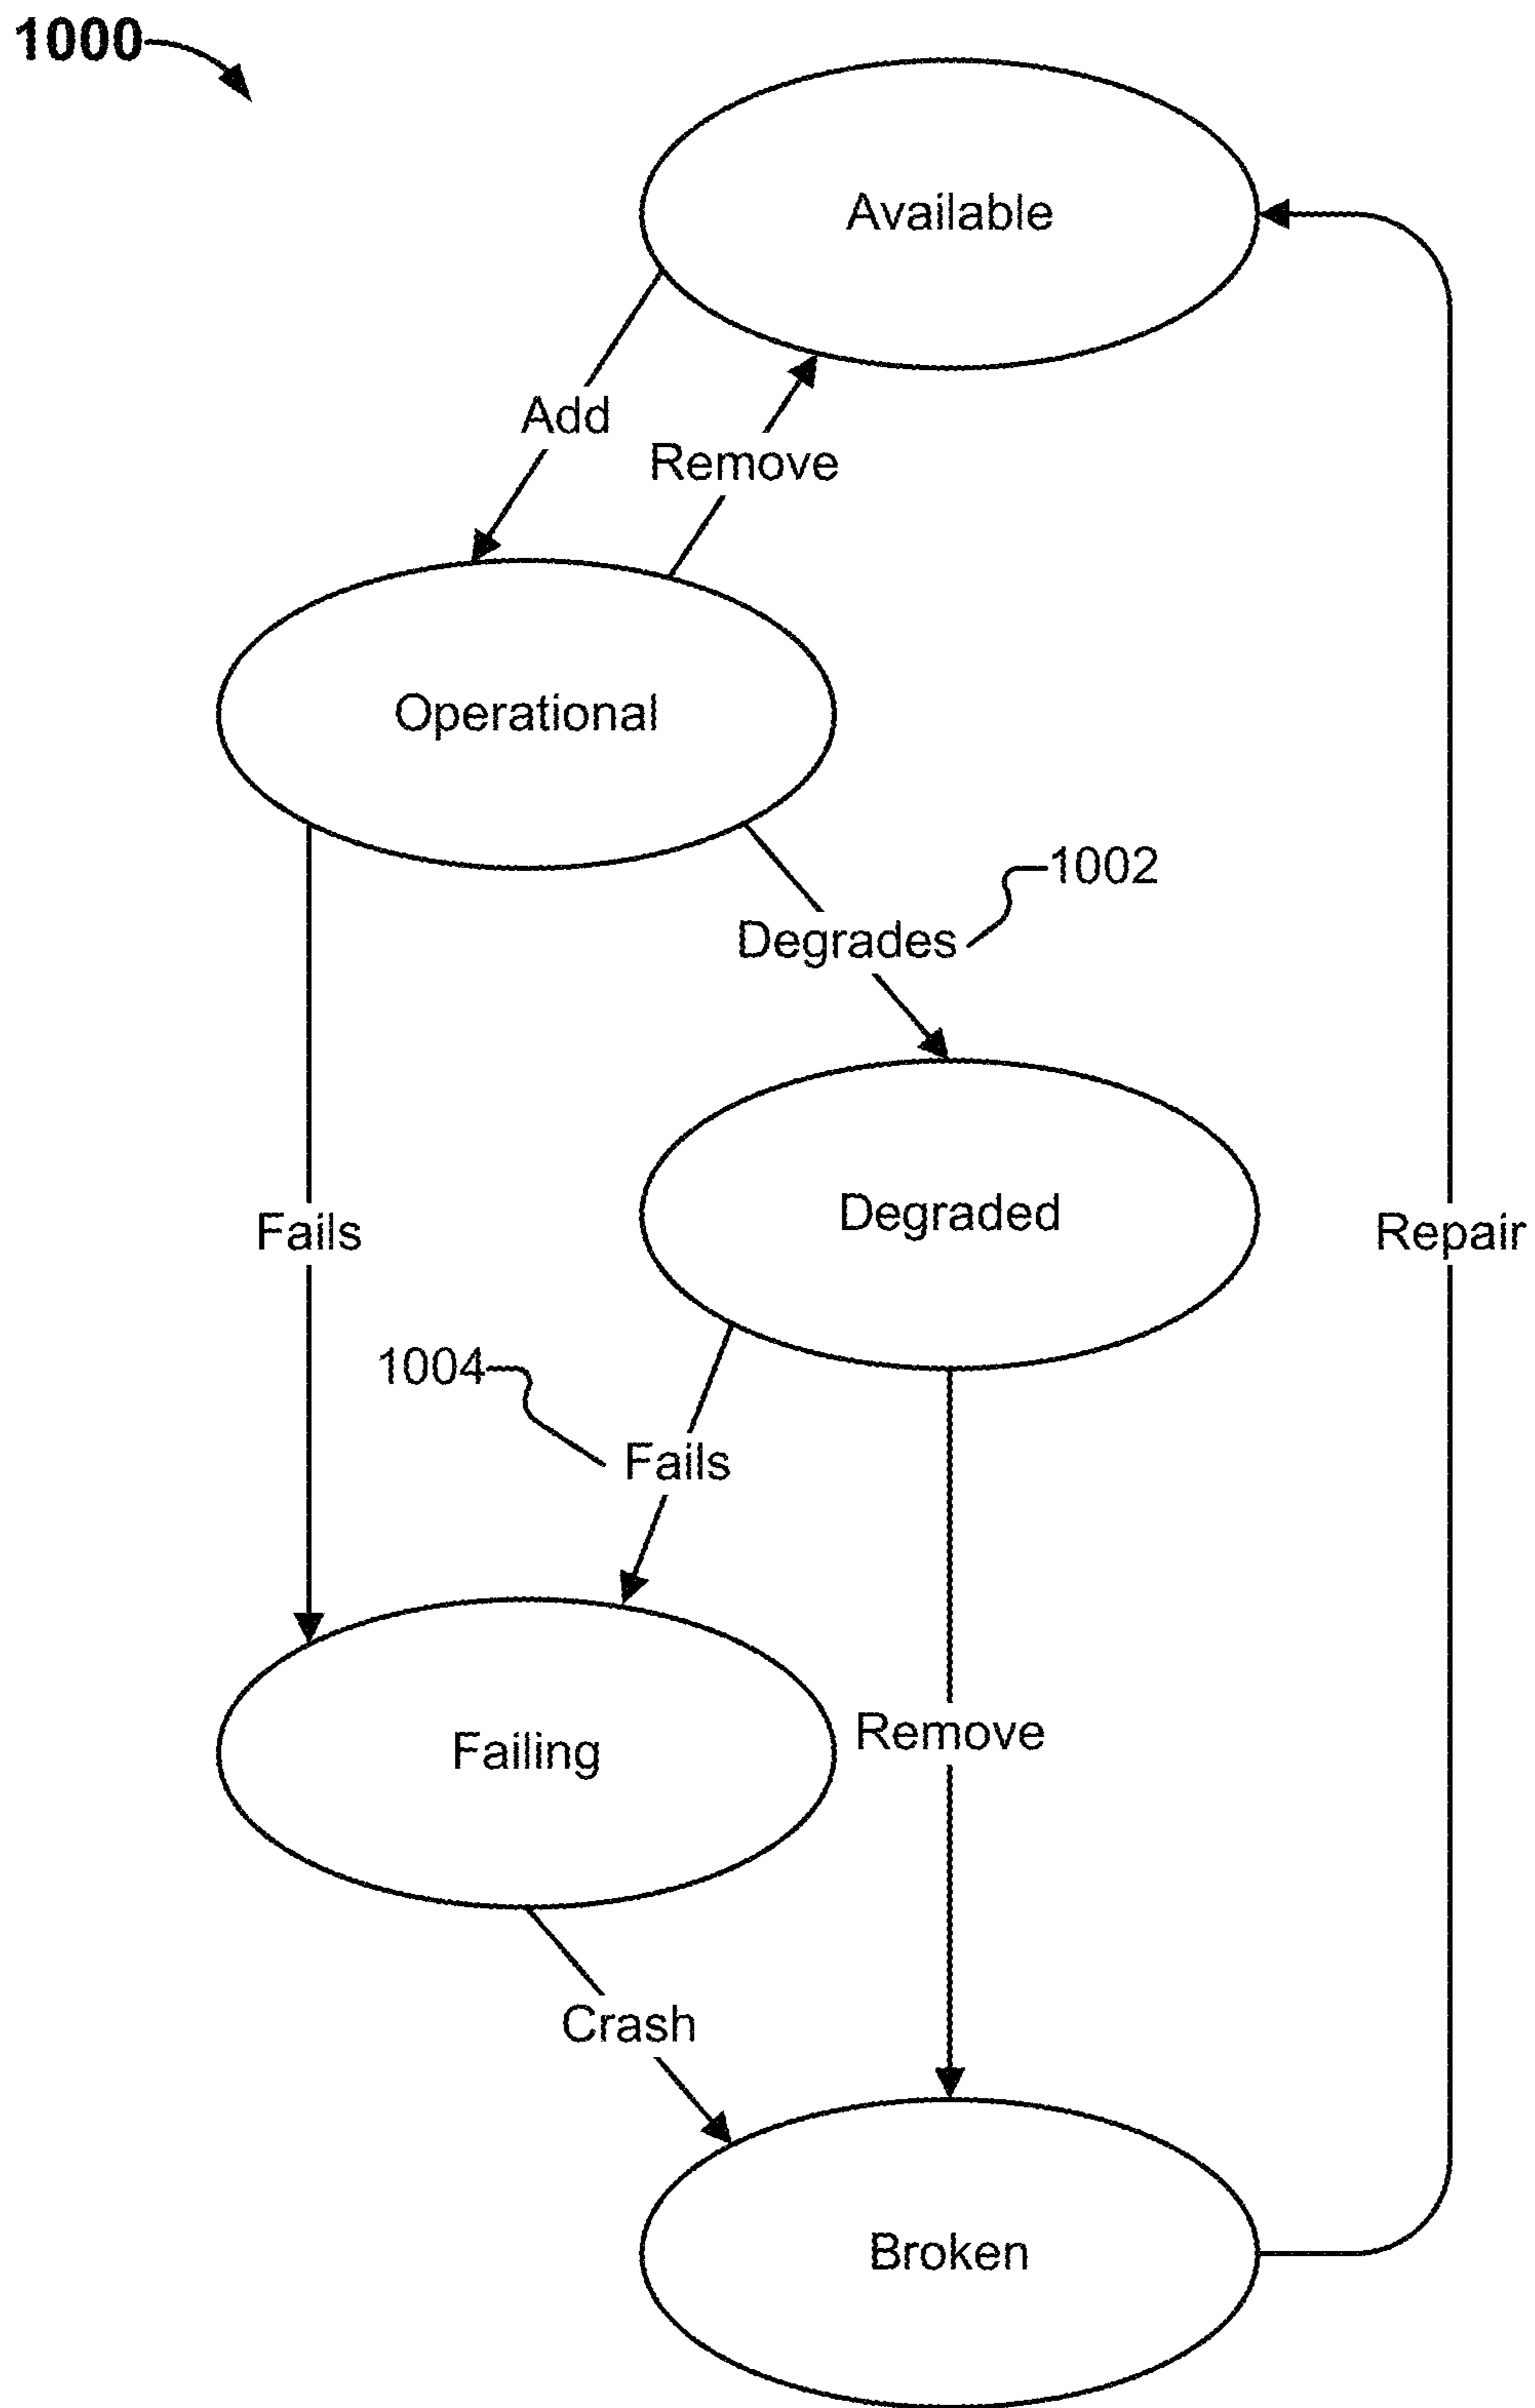 1000
Available
Add
Remove
Operational
1002
Degrades
Degraded
Fails
Repair
1004
Fails
Remove
Failing
Crash
Broken